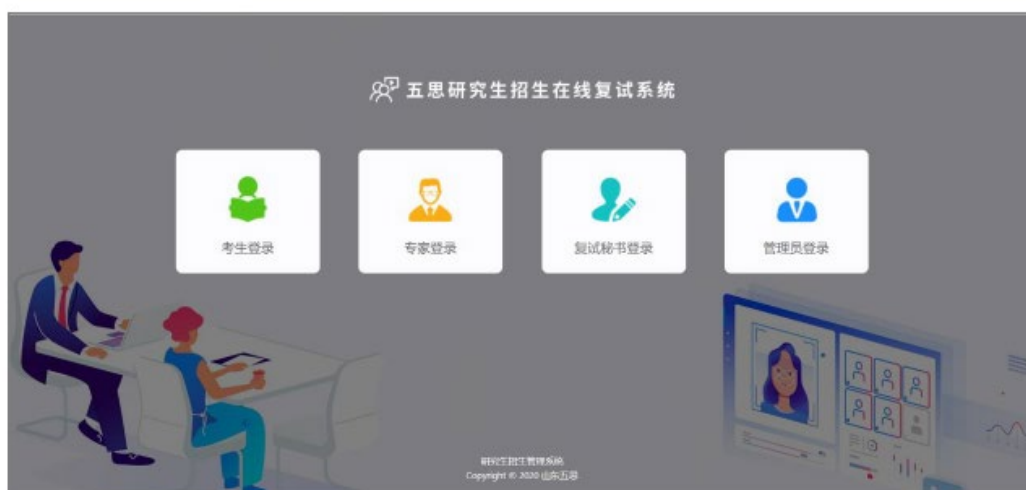 五思研究生招生在线复试系统
考生登录
专家登录
复试秘书登录
管理员登录
研究生招生管理系统
Copyright © 2020 山东五思